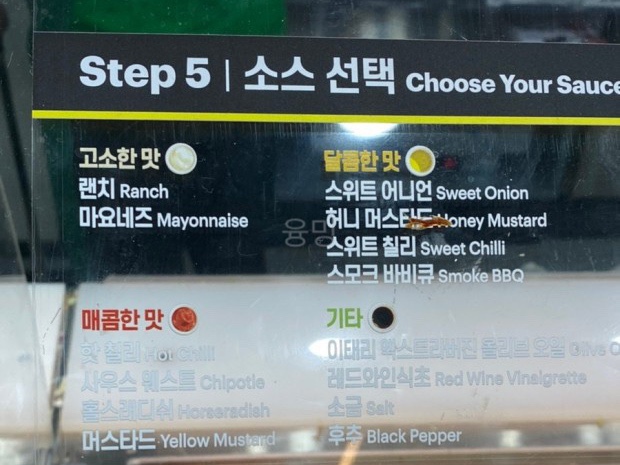 Step 5 | 소스 선택 Choose Your Sauce
고소한 맛
랜치 Ranch
마요네즈 Mayonnaise
달콤한 맛
스위트 어니언 Sweet Onion
허니 머스타드 Honey Mustard
스위트 칠리 Sweet Chilli
스모크 바비큐 Smoke BBQ
매콤한 맛
핫 칠리 Hot Chilli
사우스 웨스트 Chipotle
홀스래디쉬 Horseradish
머스타드 Yellow Mustard
기타
이태리 엑스트라버진 올리브 오일 Olive O
레드와인식초 Red Wine Vinaigrette
소금 Salt
후추 Black Pepper